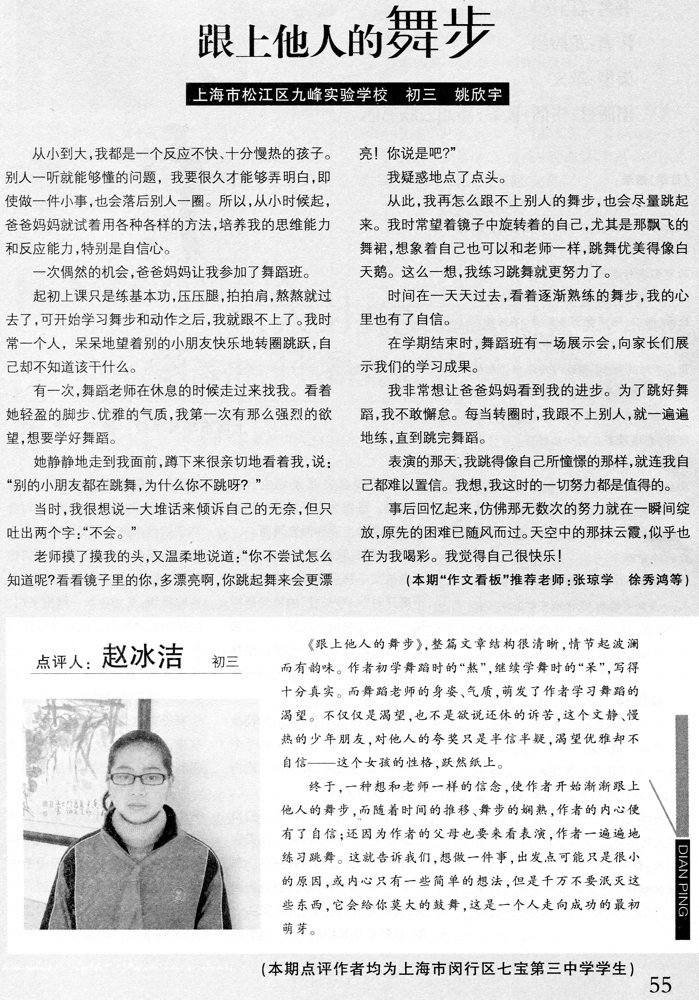 跟上他人的舞步
上海市松江区九峰实验学校　初三　姚欣宇
从小到大,我都是一个反应不快、十分慢热的孩子。
别人一听就能够懂的问题，我要很久才能够弄明白,即
使做一件小事,也会落后别人一圈。所以,从小时候起,
爸爸妈妈就试着用各种各样的方法,培养我的思维能力
和反应能力,特别是自信心。
一次偶然的机会,爸爸妈妈让我参加了舞蹈班。
起初上课只是练基本功,压压腿,拍拍肩,熬熬就过
去了,可开始学习舞步和动作之后,我就跟不上了。我时
常一个人，呆呆地望着别的小朋友快乐地转圈跳跃,自
己却不知道该干什么。
有一次,舞蹈老师在休息的时候走过来找我。看着
她轻盈的脚步、优雅的气质,我第一次有那么强烈的欲
望,想要学好舞蹈。
她静静地走到我面前,蹲下来很亲切地看着我,说:
“别的小朋友都在跳舞,为什么你不跳呀？”
当时,我很想说一大堆话来倾诉自己的无奈,但只
吐出两个字:“不会。”
老师摸了摸我的头,又温柔地说道:“你不尝试怎么
知道呢?看看镜子里的你,多漂亮啊,你跳起舞来会更漂
亮！你说是吧?”
我疑惑地点了点头。
从此,我再怎么跟不上别人的舞步,也会尽量跳起
来。我时常望着镜子中旋转着的自己,尤其是那飘飞的
舞裙,想象着自己也可以和老师一样,跳舞优美得像白
天鹅。这么一想,我练习跳舞就更努力了。
时间在一天天过去,看着逐渐熟练的舞步,我的心
里也有了自信。
在学期结束时,舞蹈班有一场展示会,向家长们展
示我们的学习成果。
我非常想让爸爸妈妈看到我的进步。为了跳好舞
蹈,我不敢懈怠。每当转圈时,我跟不上别人,就一遍遍
地练,直到跳完舞蹈。
表演的那天,我跳得像自己所憧憬的那样,就连我自
己都难以置信。我想,我这时的一切努力都是值得的。
事后回忆起来,仿佛那无数次的努力就在一瞬间绽
放,原先的困难已随风而过。天空中的那抹云霞,似乎也
在为我喝彩。我觉得自己很快乐!
(本期“作文看板”推荐老师:张琼学　徐秀鸿等)
点评人：赵冰洁　初三
《跟上他人的舞步》,整篇文章结构很清晰,情节起波澜
而有韵味。作者初学舞蹈时的“熬”,继续学舞时的“呆”,写得
十分真实。而舞蹈老师的身姿、气质,萌发了作者学习舞蹈的
渴望。不仅仅是渴望,也不是欲说还休的诉苦,这个文静、慢
热的少年朋友,对他人的夸奖只是半信半疑,渴望优雅却不
自信——这个女孩的性格,跃然纸上。
终于,一种想和老师一样的信念,使作者开始渐渐跟上
他人的舞步,而随着时间的推移、舞步的娴熟,作者的内心便
有了自信;还因为作者的父母也要来看表演,作者一遍遍地
练习跳舞。这就告诉我们,想做一件事,出发点可能只是很小
的原因,或内心只有一些简单的想法,但是千万不要泯灭这
些东西,它会给你莫大的鼓舞,这是一个人走向成功的最初
萌芽。
DIAN PING
(本期点评作者均为上海市闵行区七宝第三中学学生)
55